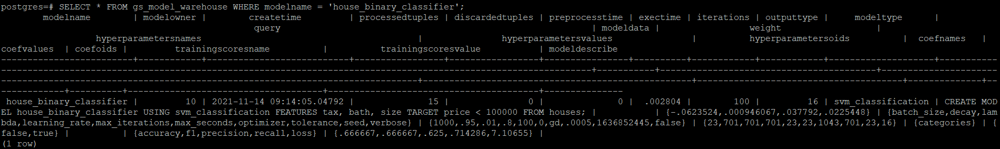 postgres=# SELECT * FROM gs_model_warehouse WHERE modelname = 'house_binary_classifier';
        modelname        | modelowner |         createtime         | processedtuples | discardedtuples | preprocesstime | exectime | iterations | outputtype |     modeltype      |
                                                 query                                                              | modeldata |                  weight                   |
                   hyperparametersnames                                           |                hyperparametersvalues                |           hyperparametersoids           |   coefnames   |
coefvalues  | coefoids |          trainingscoresname           |           trainingscoresvalue            | modeldescribe
-------------------------+------------+----------------------------+-----------------+-----------------+----------------+----------+------------+------------+--------------------+-----------
--------------------------------------------------------------------------------------------------------------------+-----------+-------------------------------------------+----------------------
----------------------------------------------------------------------------------+-----------------------------------------------------+----------------------------------------+--------------+--
------------+----------+---------------------------------------+------------------------------------------+---------------
 house_binary_classifier |         10 | 2021-11-14 09:14:05.04792 |              15 |               0 |              0 |  .002804 |        100 |         16 | svm_classification | CREATE MOD
EL house_binary_classifier USING svm_classification FEATURES tax, bath, size TARGET price < 100000 FROM houses; |           | {-.0623524,.000946067,.037792,.0225448} | {batch_size,decay,lam
bda,learning_rate,max_iterations,max_seconds,optimizer,tolerance,seed,verbose} | {1000,.95,.01,.8,100,0,gd,.0005,1636852445,false} | {23,701,701,701,23,23,1043,701,23,16} | {categories} | {
false,true} |          | {accuracy,f1,precision,recall,loss} | {.666667,.666667,.625,.714286,7.10655} |
(1 row)